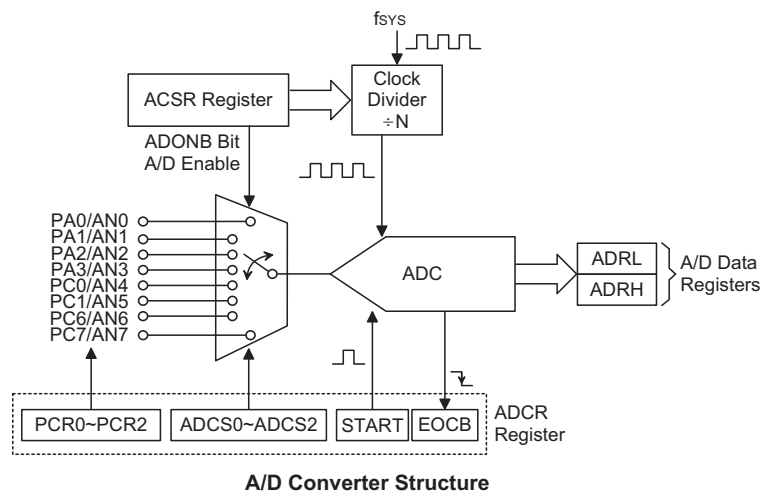 fSYS
ACSR Register
Clock
Divider
÷N
ADONB Bit
A/D Enable
PA0/AN0
PA1/AN1
PA2/AN2
PA3/AN3
PC0/AN4
PC1/AN5
PC6/AN6
PC7/AN7
ADC
ADRL
ADRH
A/D Data
Registers
PCR0~PCR2
ADCS0~ADCS2
START
EOCB
ADCR
Register
A/D Converter Structure